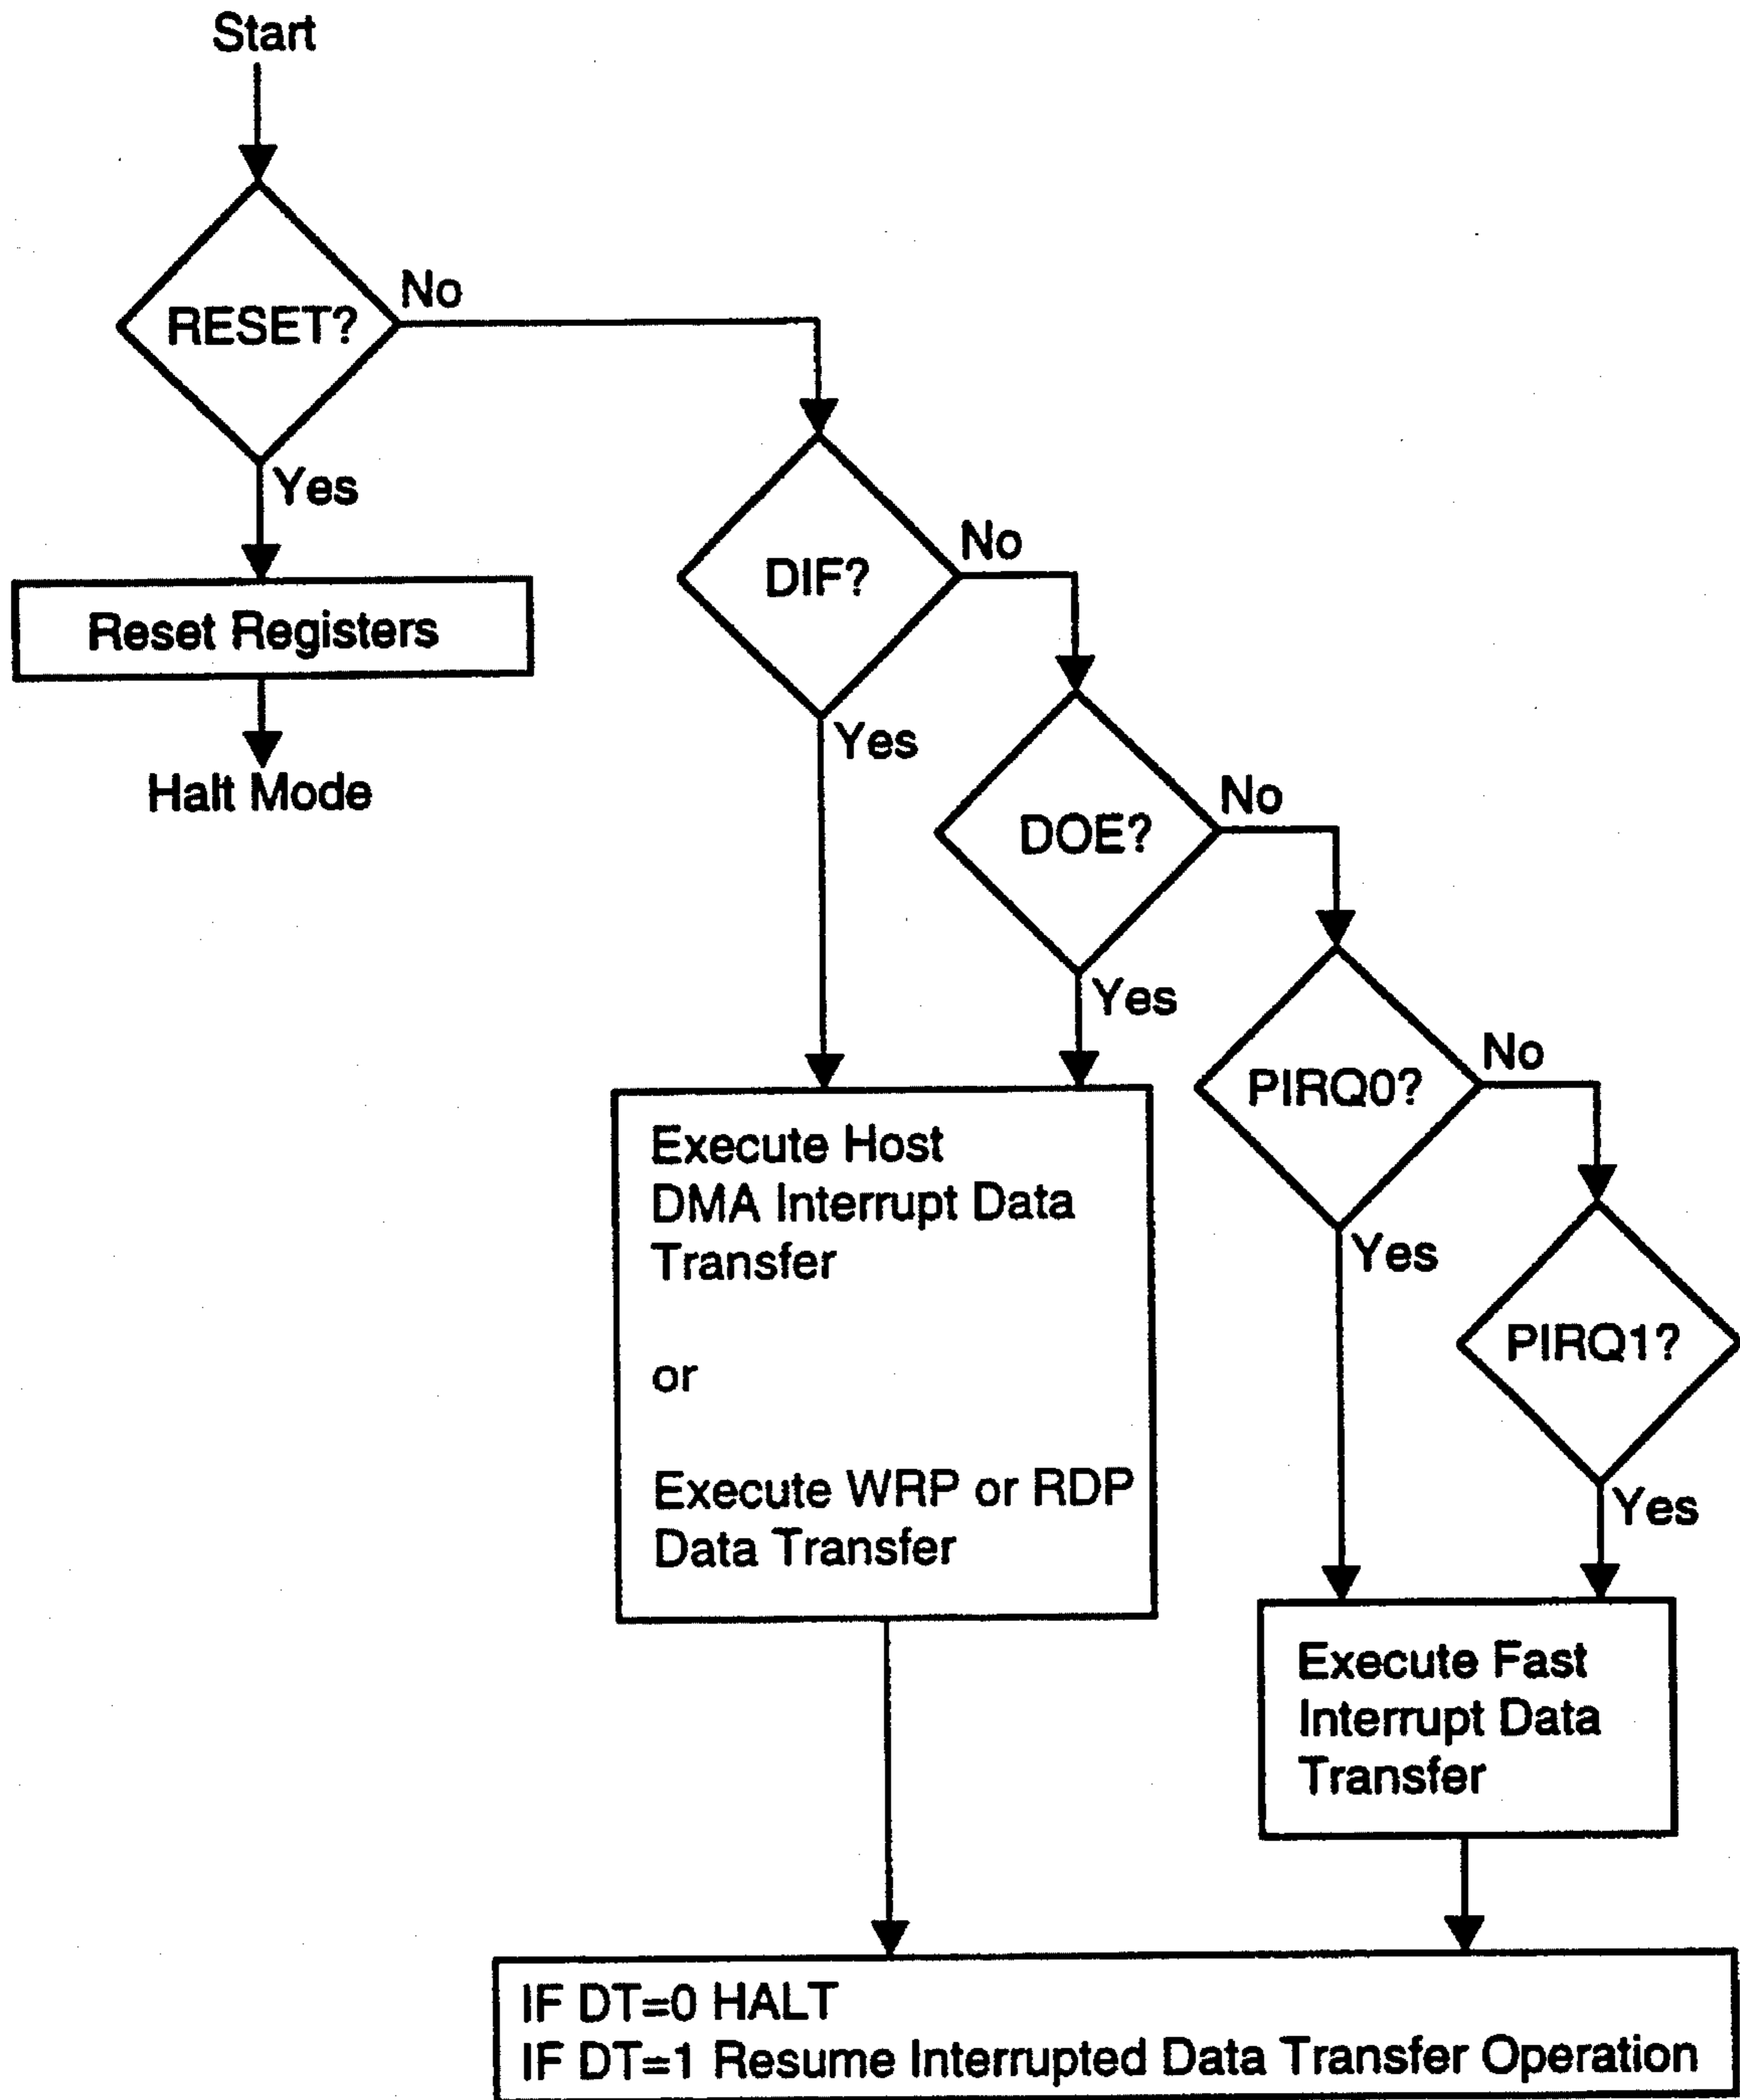 Start
RESET?
No
Yes
Reset Registers
Halt Mode
DIF?
No
Yes
DOE?
No
Yes
PIRQ0?
No
Yes
PIRQ1?
Yes
Execute Host
DMA Interrupt Data
Transfer
or
Execute WRP or RDP
Data Transfer
Execute Fast
Interrupt Data
Transfer
IF DT=0 HALT
IF DT=1 Resume Interrupted Data Transfer Operation